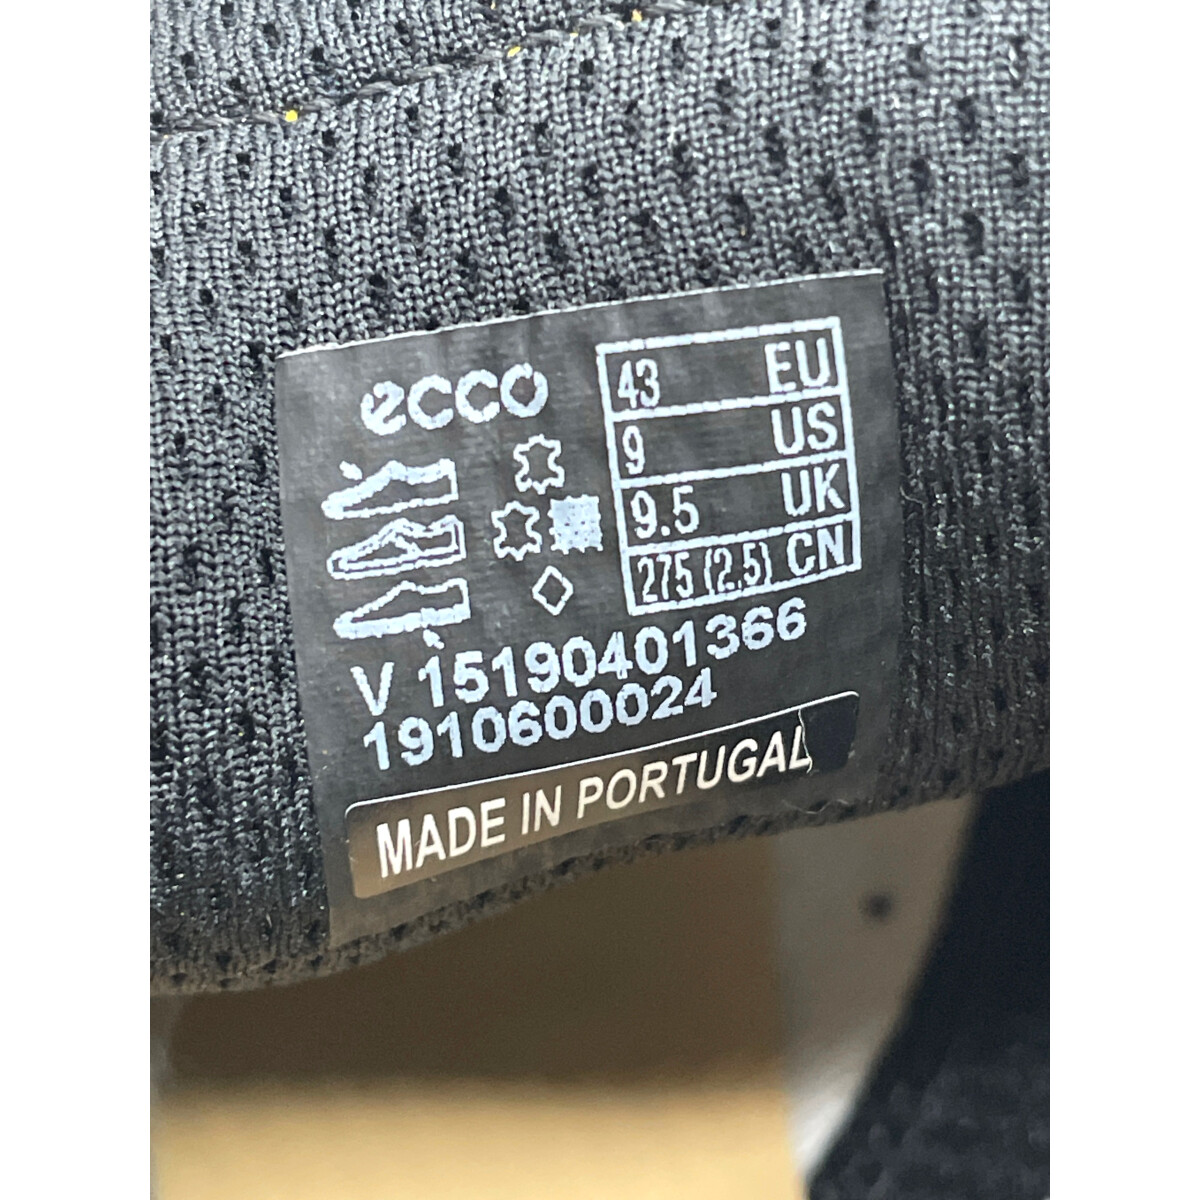 ecco
43 EU
9 US
9.5 UK
275 (2.5) CN
V 15190401366
1910600024
MADE IN PORTUGAL